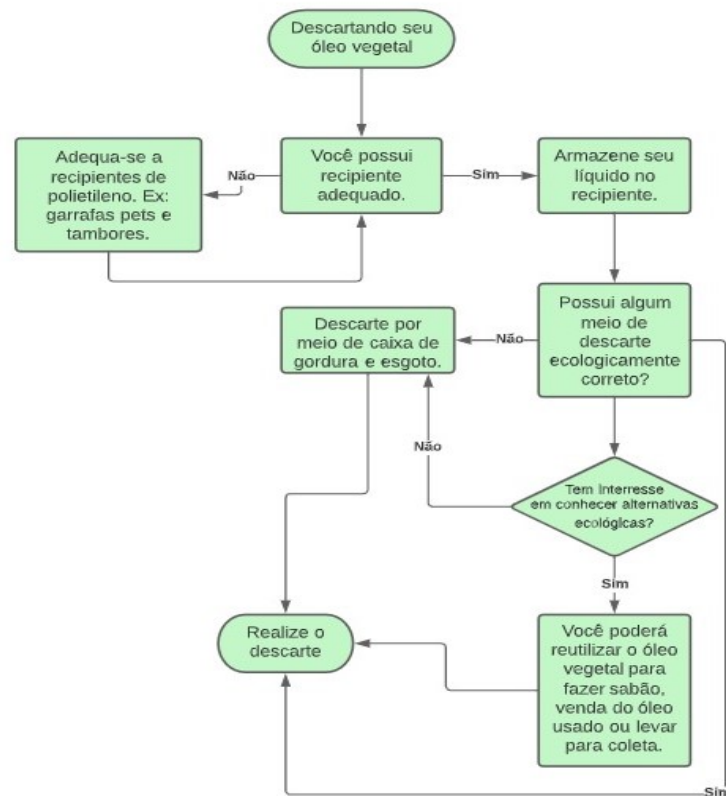 Descartando seu
óleo vegetal
Adequa-se a
recipientes de
polietileno. Ex:
garrafas pets e
tambores.
Não
Você possui
recipiente
adequado.
Sim
Armazene seu
líquido no
recipiente.
Descarte por
meio de caixa de
gordura e esgoto.
Não
Possui algum
meio de
descarte
ecologicamente
correto?
Não
Tem Interresse
em conhecer alternativas
ecológicas?
Sim
Realize o
descarte
Você poderá
reutilizar o óleo
vegetal para
fazer sabão,
venda do óleo
usado ou levar
para coleta.
Sim